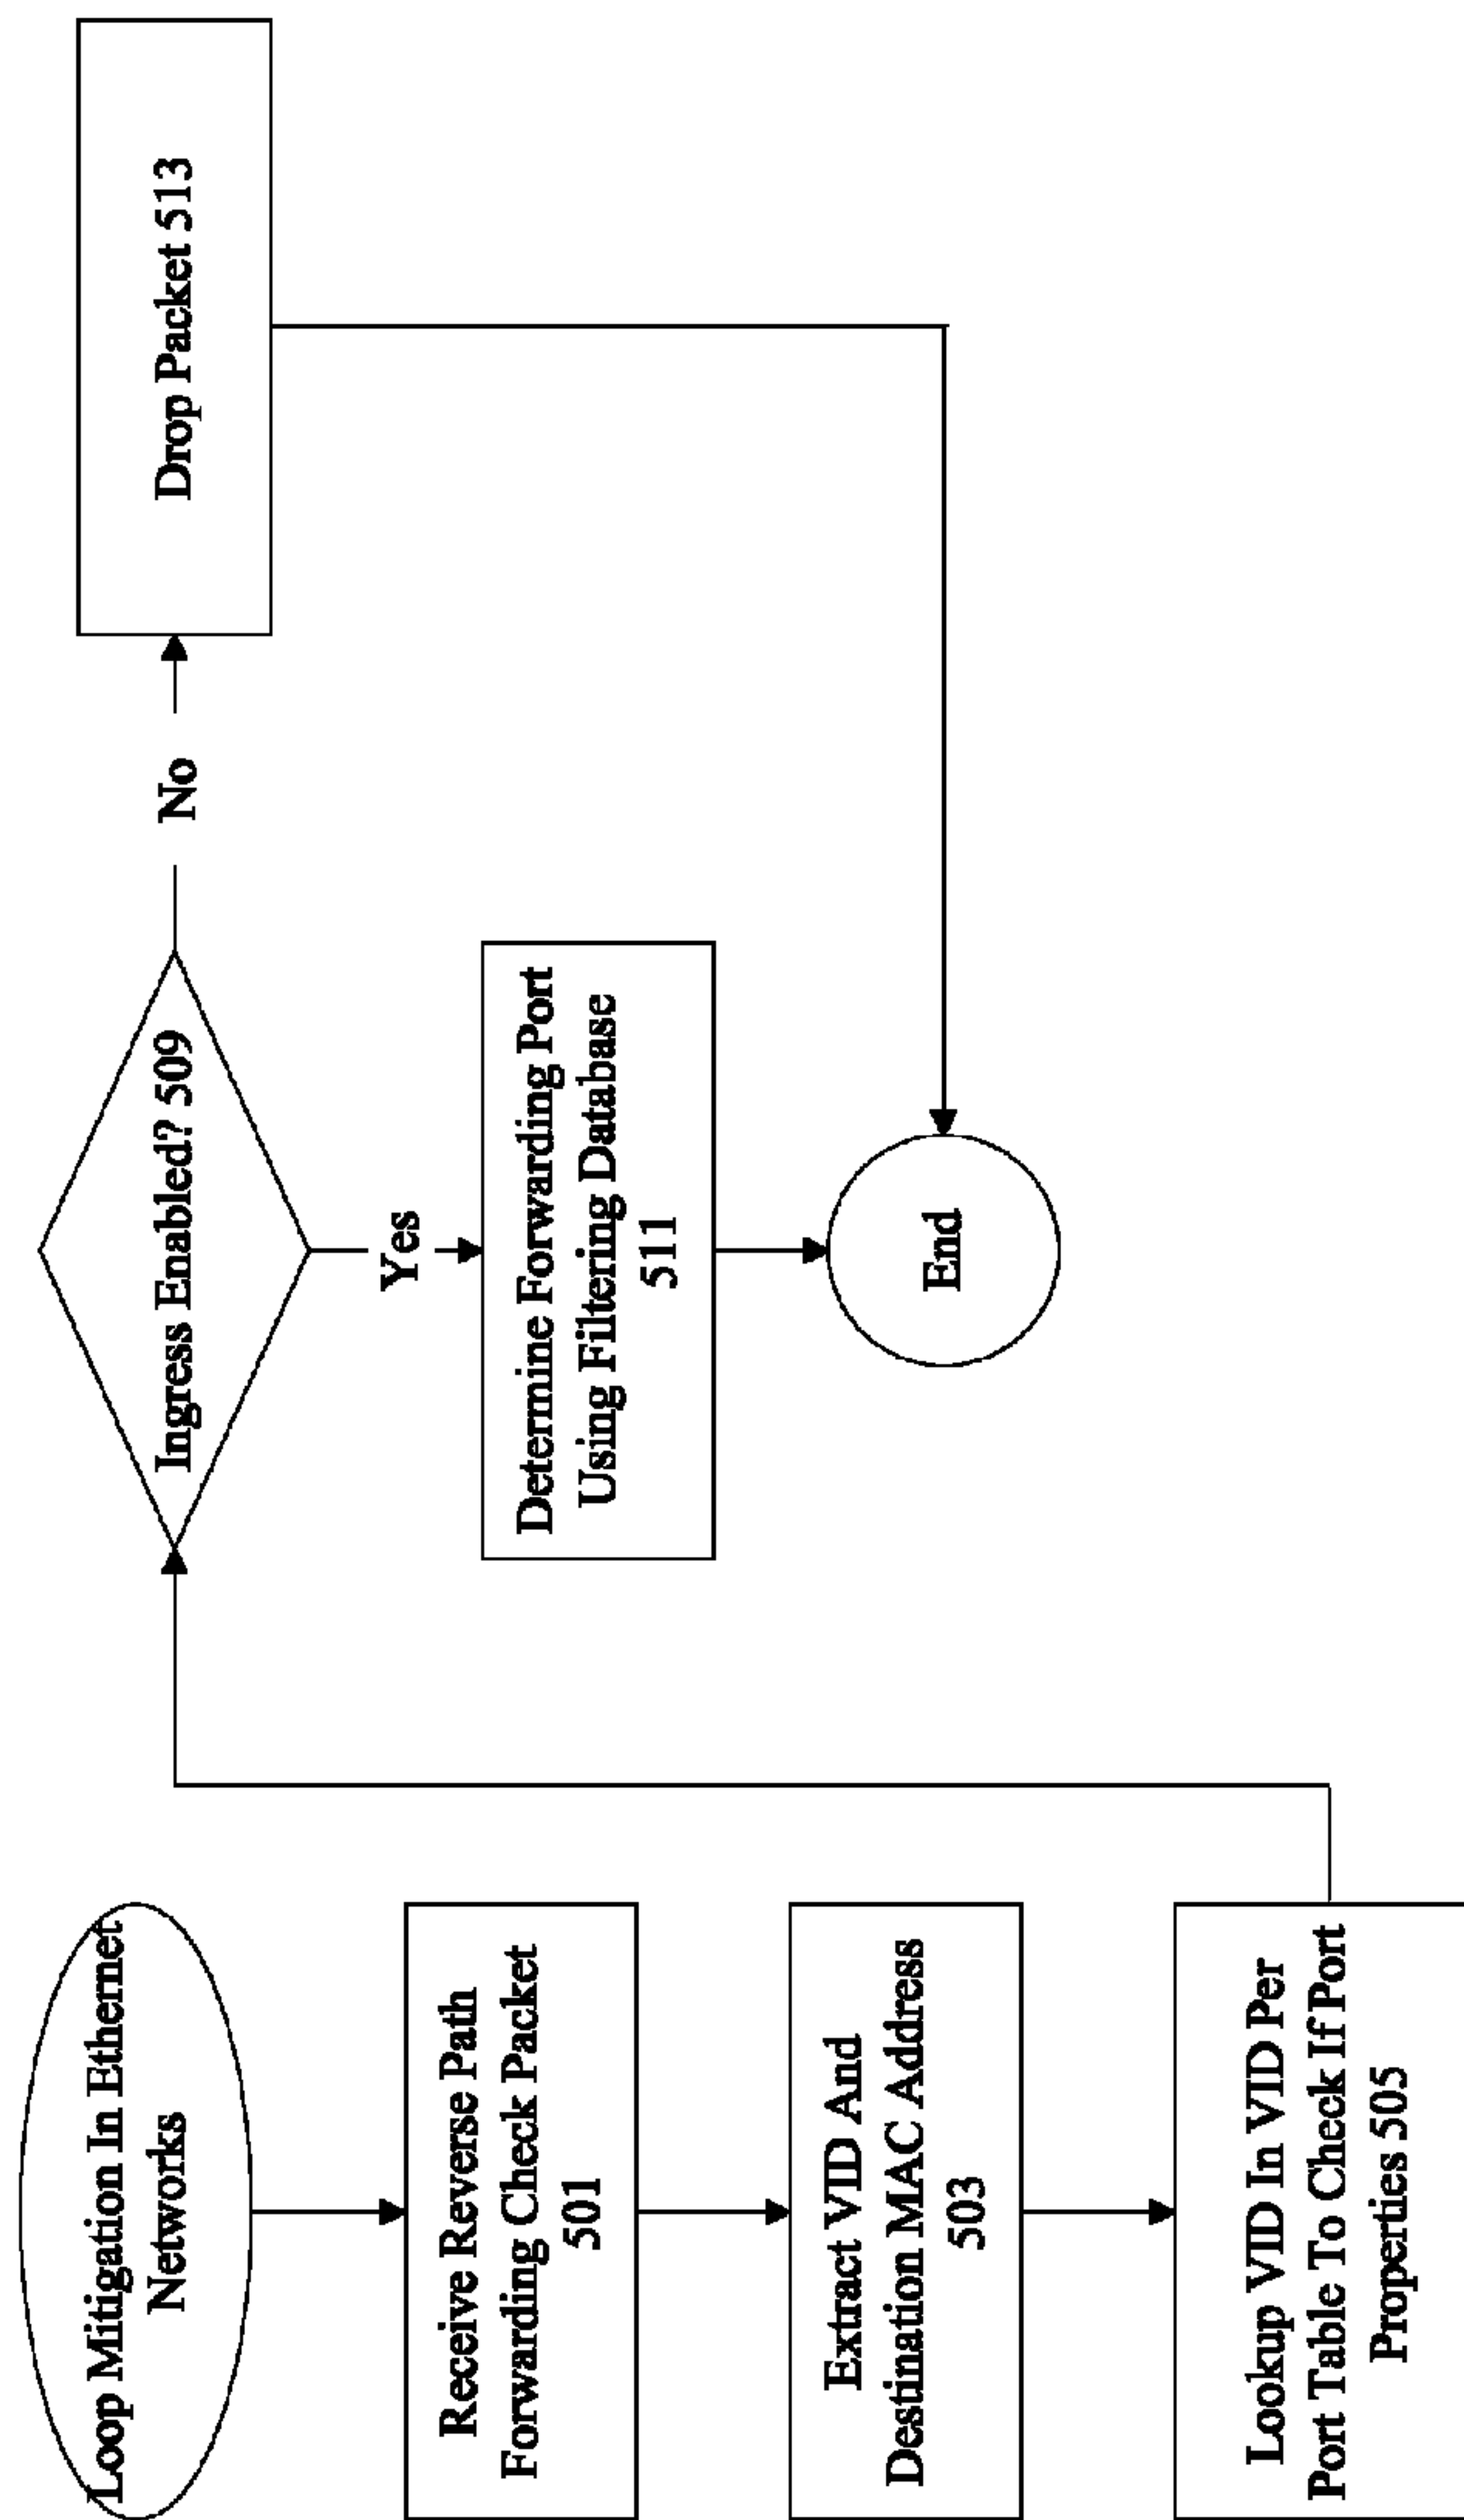 Loop Mitigation In Ethernet
Networks
Receive Reverse Path
Forwarding Check Packet
501
Extract VID And
Destination MAC Address
503
Lookup VID In VID Per
Port Table To Check If Port
Properties 505
Ingress Enabled? 509
Yes
No
Determine Forwarding Port
Using Filtering Database
511
Drop Packet 513
End